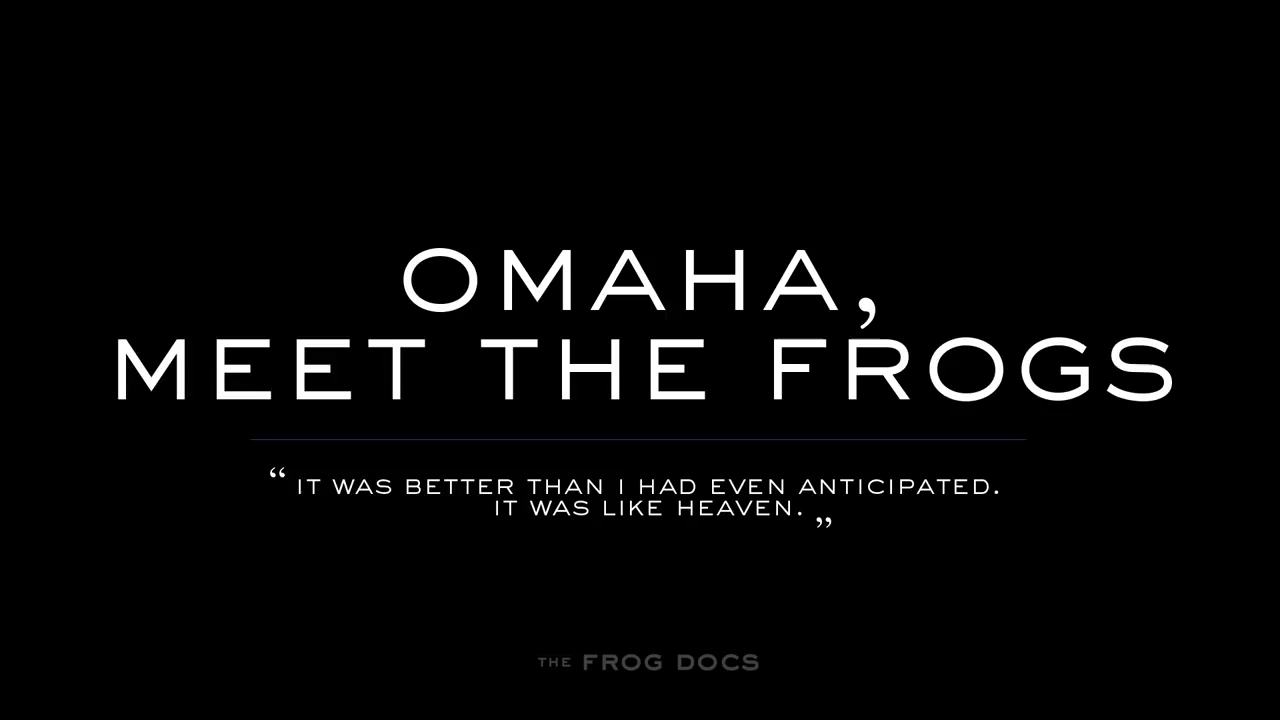 OMAHA,
MEET THE FROGS
“ IT WAS BETTER THAN I HAD EVEN ANTICIPATED.
IT WAS LIKE HEAVEN. ”
THE FROG DOCS